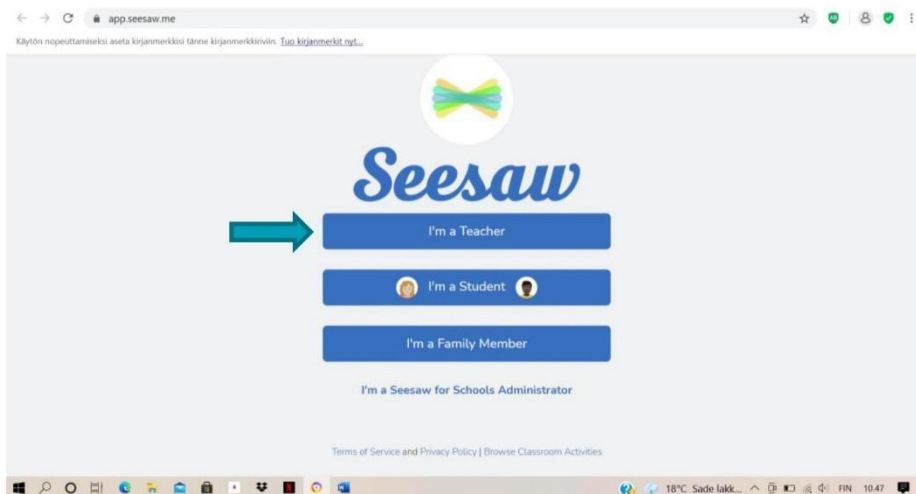 app.seesaw.me
Käytön nopeuttamiseksi aseta kirjanmerkkisi tänne kirjanmerkkiriviin. Tuo kirjanmerkit nyt...
Seesaw
I'm a Teacher
I'm a Student
I'm a Family Member
I'm a Seesaw for Schools Administrator
Terms of Service and Privacy Policy | Browse Classroom Activities
18°C Sade lakk... FIN 10.47